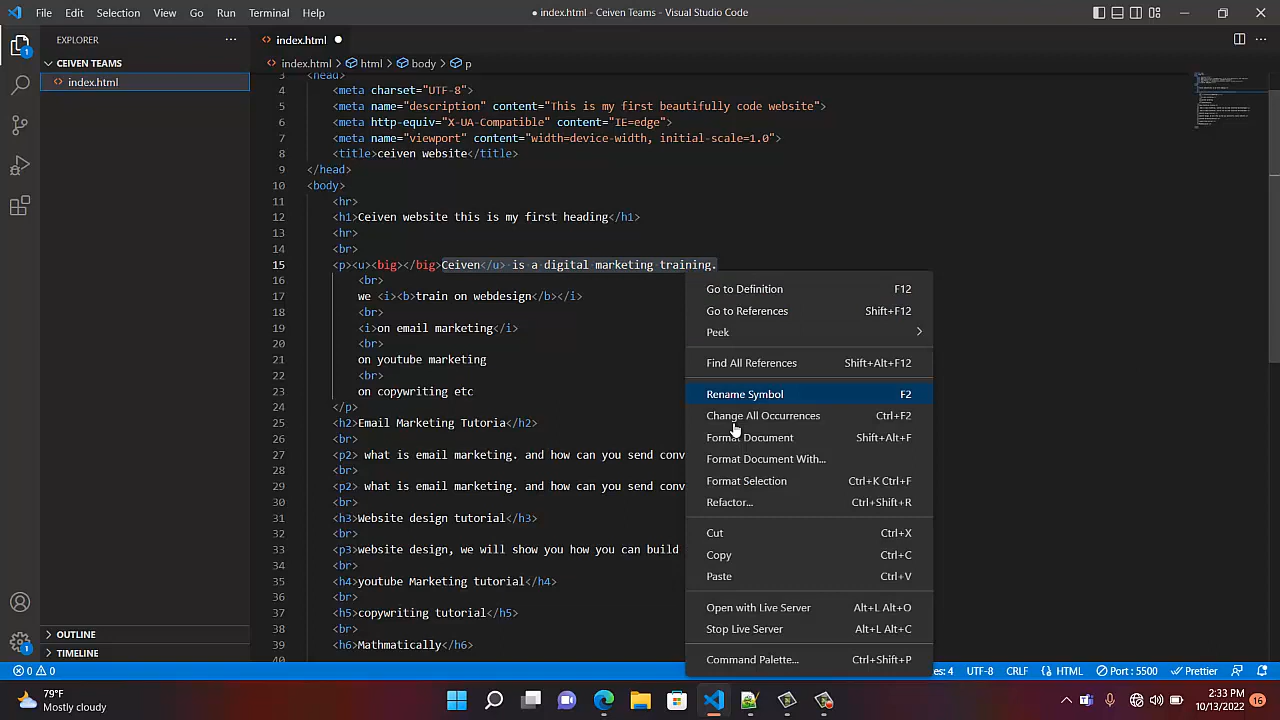 File Edit Selection View Go Run Terminal Help
● index.html - Ceiven Teams - Visual Studio Code
EXPLORER
index.html
index.html > html > body > p
CEIVEN TEAMS
index.html
3 <head>
4 <meta charset="UTF-8">
5 <meta name="description" content="This is my first beautifully code website">
6 <meta http-equiv="X-UA-Compatible" content="IE=edge">
7 <meta name="viewport" content="width=device-width, initial-scale=1.0">
8 <title>ceiven website</title>
9 </head>
10 <body>
11 <hr>
12 <h1>Ceiven website this is my first heading</h1>
13 <hr>
14 <br>
15 <p><u><big></big>Ceiven</u> is a digital marketing training.
16 <br>
17 we <i><b>train on webdesign</b></i>
18 <br>
19 <i>on email marketing</i>
20 <br>
21 on youtube marketing
22 <br>
23 on copywriting etc
24 </p>
25 <h2>Email Marketing Tutoria</h2>
26 <br>
27 <p2> what is email marketing. and how can you send conv
28 <br>
29 <p2> what is email marketing. and how can you send conv
30 <br>
31 <h3>Website design tutorial</h3>
32 <br>
33 <p3>website design, we will show you how you can build
34 <br>
35 <h4>youtube Marketing tutorial</h4>
36 <br>
37 <h5>copywriting tutorial</h5>
38 <br>
39 <h6>Mathmatically</h6>
40
Go to Definition F12
Go to References Shift+F12
Peek
Find All References Shift+Alt+F12
Rename Symbol F2
Change All Occurrences Ctrl+F2
Format Document Shift+Alt+F
Format Document With...
Format Selection Ctrl+K Ctrl+F
Refactor... Ctrl+Shift+R
Cut Ctrl+X
Copy Ctrl+C
Paste Ctrl+V
Open with Live Server Alt+L Alt+O
Stop Live Server Alt+L Alt+C
Command Palette... Ctrl+Shift+P
OUTLINE
TIMELINE
1
1
0 0
es: 4 UTF-8 CRLF HTML Port : 5500 Prettier
79°F
Mostly cloudy
2:33 PM
10/13/2022
16